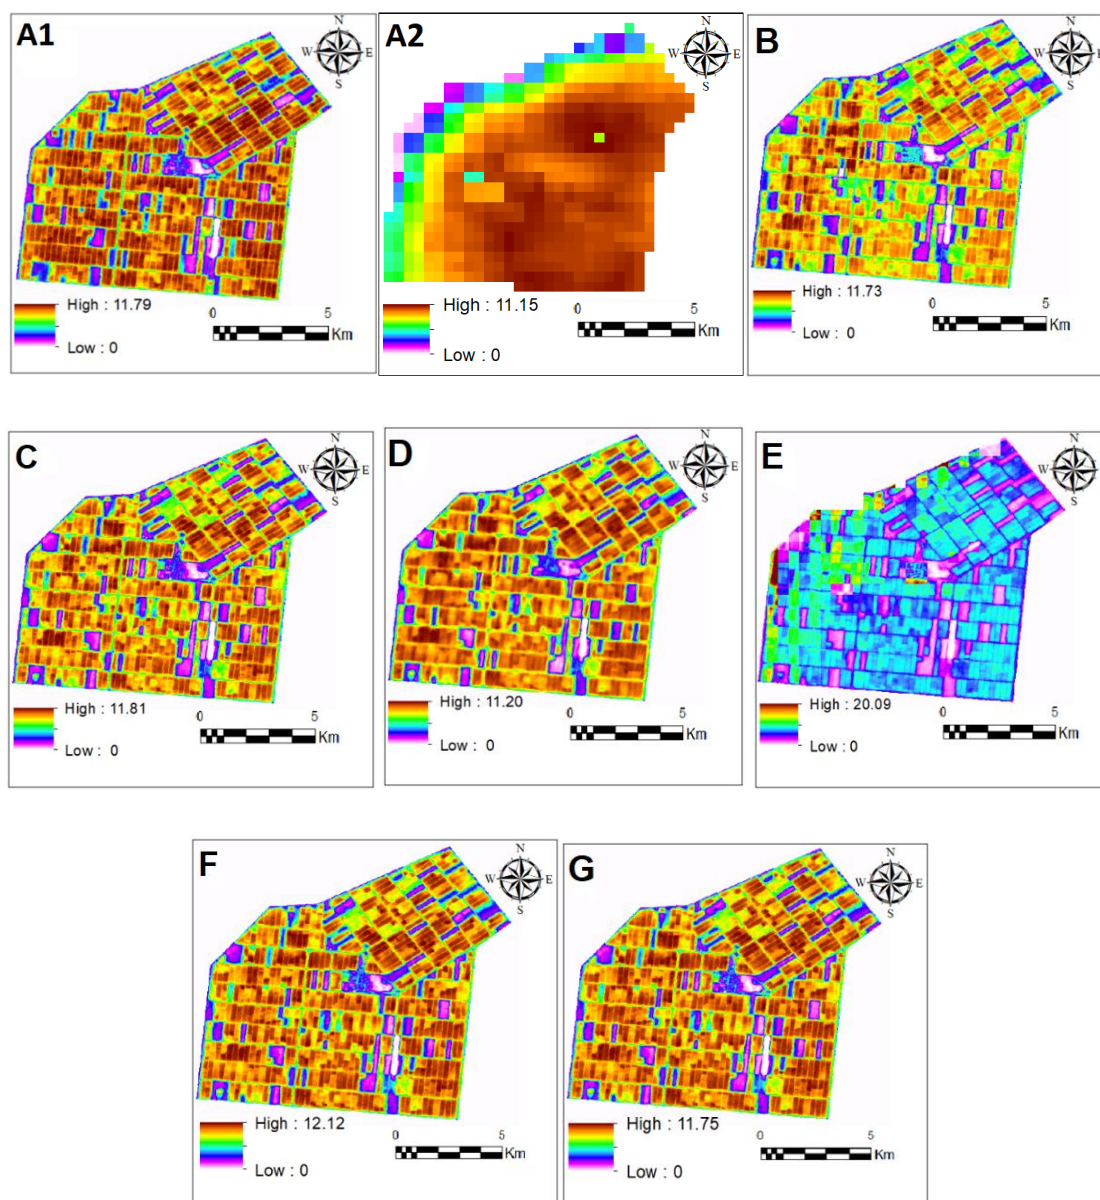 A1
N
W E
S
High : 11.79
Low : 0
0 5
Km
A2
N
W E
S
High : 11.15
Low : 0
0 5
Km
B
N
W E
S
High : 11.73
Low : 0
0 5
Km
C
N
W E
S
High : 11.81
Low : 0
0 5
Km
D
N
W E
S
High : 11.20
Low : 0
0 5
Km
E
N
W E
S
High : 20.09
Low : 0
0 5
Km
F
N
W E
S
High : 12.12
Low : 0
0 5
Km
G
N
W E
S
High : 11.75
Low : 0
0 5
Km